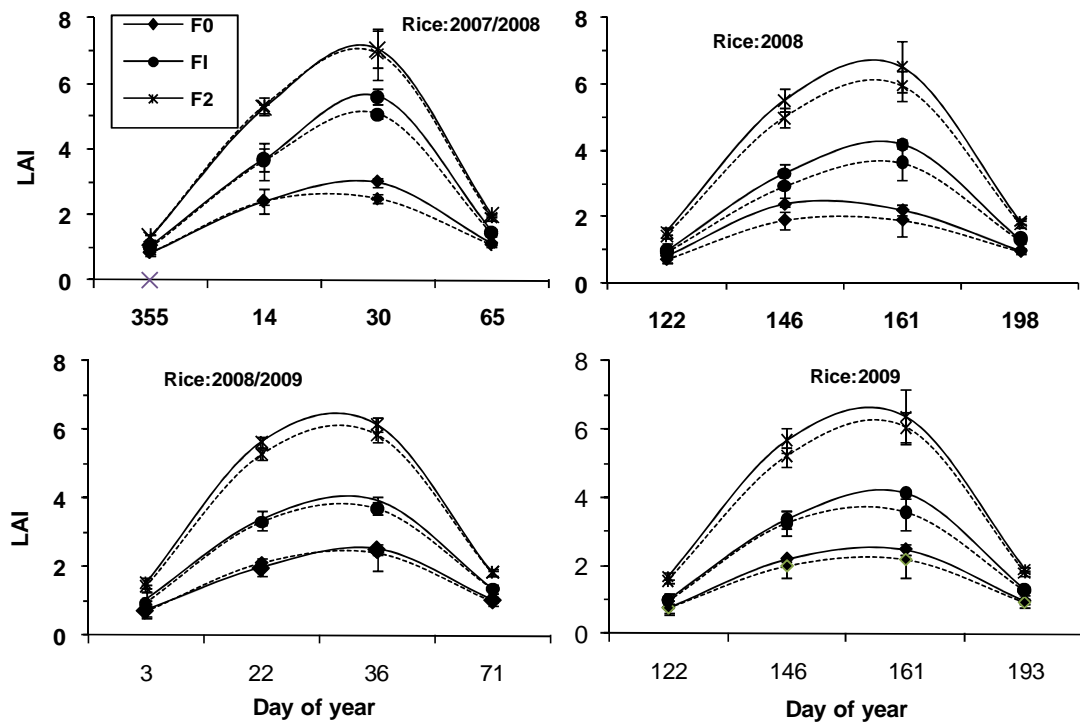 8
6
4
2
0
LAI
F0
FI
F2
Rice:2007/2008
355 14 30 65
8
6
4
2
0
Rice:2008
122 146 161 198
8
6
4
2
0
LAI
Rice:2008/2009
3 22 36 71
Day of year
8
6
4
2
0
Rice:2009
122 146 161 193
Day of year